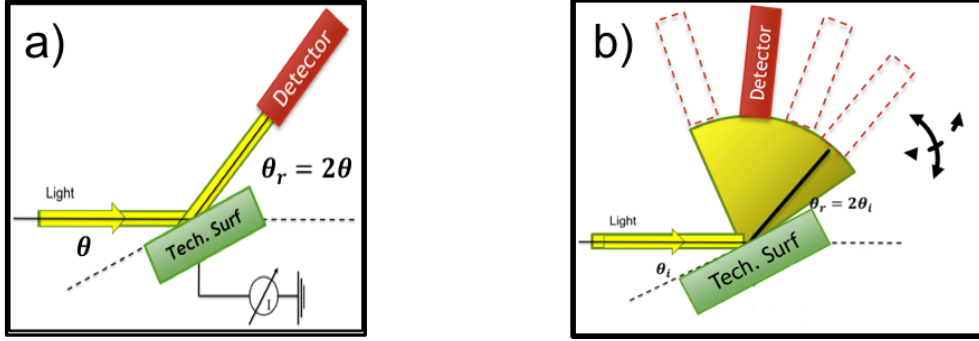 a)
Detector
θr = 2θ
Light
θ
Tech. Surf
I
b)
Detector
Light
θr = 2θi
θi
Tech. Surf